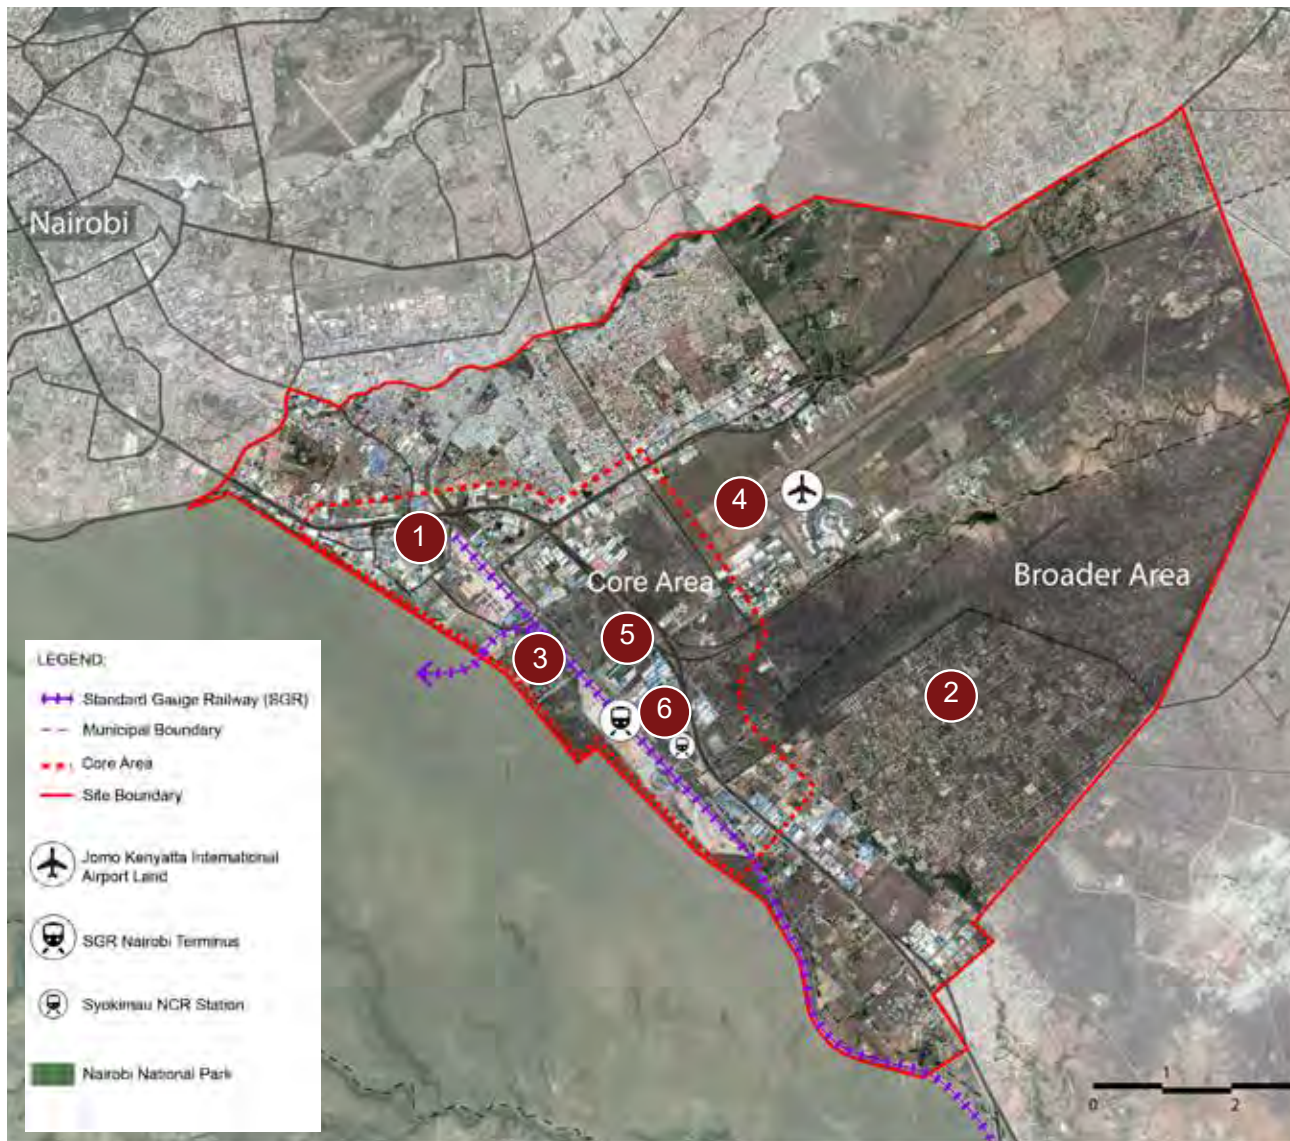 Nairobi
4
1
Core Area
Broader Area
5
3
2
6
LEGEND:
Standard Gauge Railway (SGR)
Municipal Boundary
Core Area
Site Boundary
Jomo Kenyatta International
Airport Land
SGR Nairobi Terminus
Syokimau NCR Station
Nairobi National Park
1
0
2